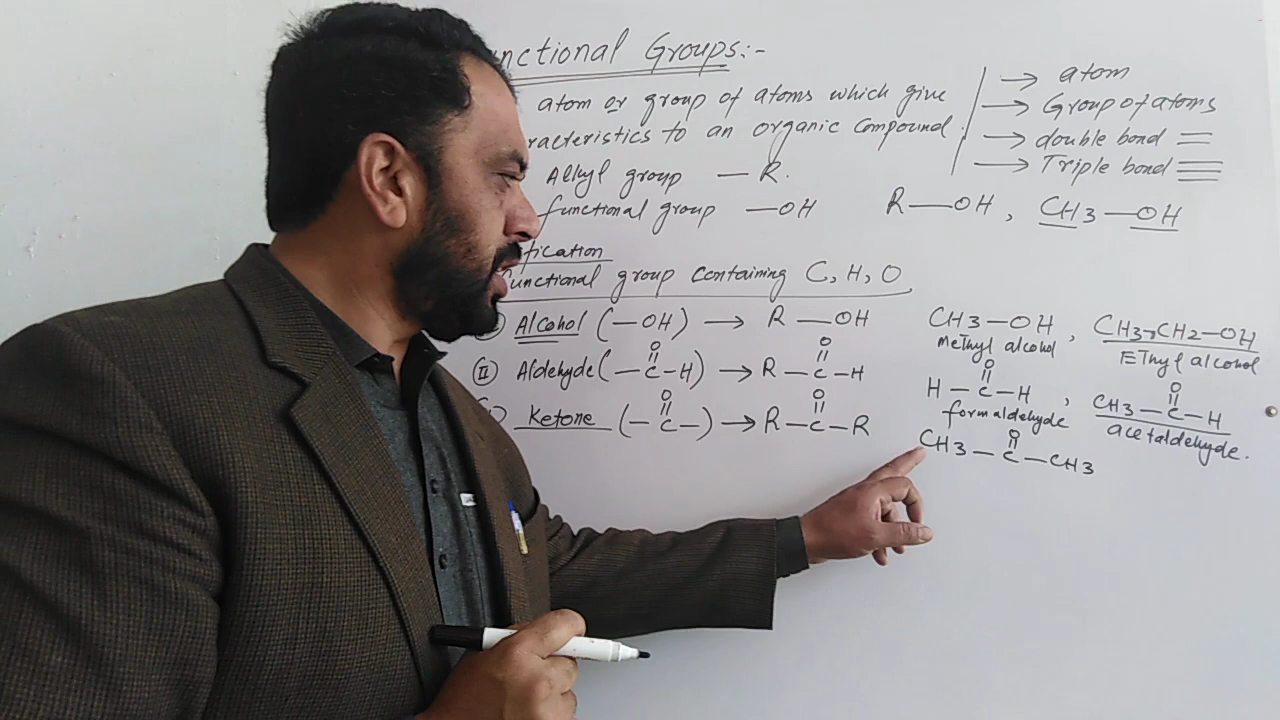 nctional Groups:-
atom or group of atoms which give
racteristics to an organic compound.
Alkyl group — R.
functional group —OH
R—OH, CH3—OH
→ atom
→ Group of atoms
→ double bond =
→ Triple bond ≡
fication
functional group containing C, H, O
Alcohol (—OH) → R—OH
CH3—OH, CH3-CH2—OH
Methyl alcohol
Ethyl alcohol
O O
(II) Aldehyde (—C—H) → R—C—H
O O
H—C—H, CH3—C—H
formaldehyde
acetaldehyde.
O O
Ketone (—C—) → R—C—R
O
CH3—C—CH3